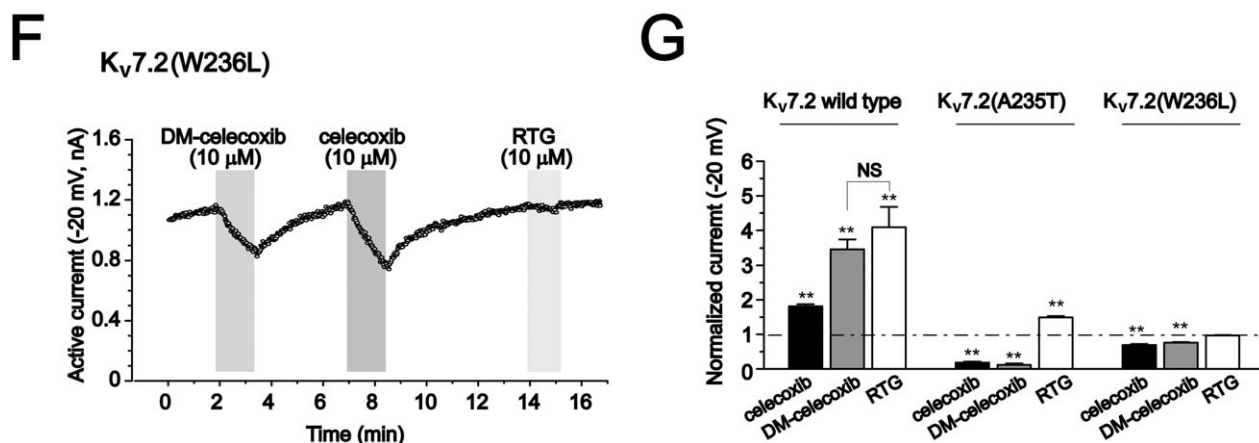 F
Kv7.2(W236L)
DM-celecoxib
(10 μM)
celecoxib
(10 μM)
RTG
(10 μM)
Active curremt (-20 mV, nA)
1.6
1.2
0.8
0.4
0
0 2 4 6 8 10 12 14 16
Time (min)
G
Kv7.2 wild type
Kv7.2(A235T)
Kv7.2(W236L)
Normalized curremt (-20 mV)
6
5
4
3
2
1
0
NS
**
**
**
**
**
**
**
**
celecoxib
DM-celecoxib
RTG
celecoxib
DM-celecoxib
RTG
celecoxib
DM-celecoxib
RTG